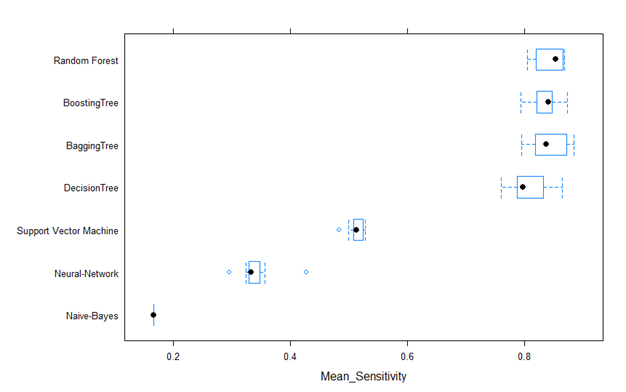 Random Forest
BoostingTree
BaggingTree
DecisionTree
Support Vector Machine
Neural-Network
Naive-Bayes
0.2 0.4 0.6 0.8
Mean_Sensitivity